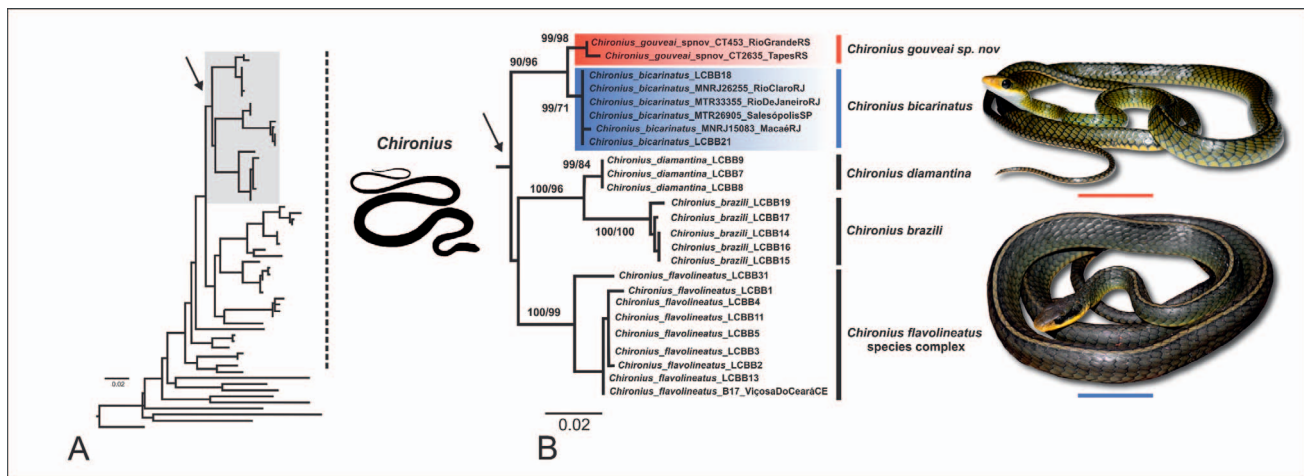 0.02
A
Chironius
99/98
90/96
99/71
99/84
100/96
100/100
100/99
Chironius_gouveai_spnov_CT453_RioGrandeRS
Chironius_gouveai_spnov_CT2635_TapesRS
Chironius_bicarinatus_LCBB18
Chironius_bicarinatus_MNRJ26255_RioClaroRJ
Chironius_bicarinatus_MTR33355_RioDeJaneiroRJ
Chironius_bicarinatus_MTR26905_SalesópolisSP
Chironius_bicarinatus_MNRJ15083_MacaéRJ
Chironius_bicarinatus_LCBB21
Chironius_diamantina_LCBB9
Chironius_diamantina_LCBB7
Chironius_diamantina_LCBB8
Chironius_brazili_LCBB19
Chironius_brazili_LCBB17
Chironius_brazili_LCBB14
Chironius_brazili_LCBB16
Chironius_brazili_LCBB15
Chironius_flavolineatus_LCBB31
Chironius_flavolineatus_LCBB1
Chironius_flavolineatus_LCBB4
Chironius_flavolineatus_LCBB11
Chironius_flavolineatus_LCBB5
Chironius_flavolineatus_LCBB3
Chironius_flavolineatus_LCBB2
Chironius_flavolineatus_LCBB13
Chironius_flavolineatus_B17_ViçosaDoCearáCE
B
0.02
Chironius gouveai sp. nov
Chironius bicarinatus
Chironius diamantina
Chironius brazili
Chironius flavolineatus
species complex